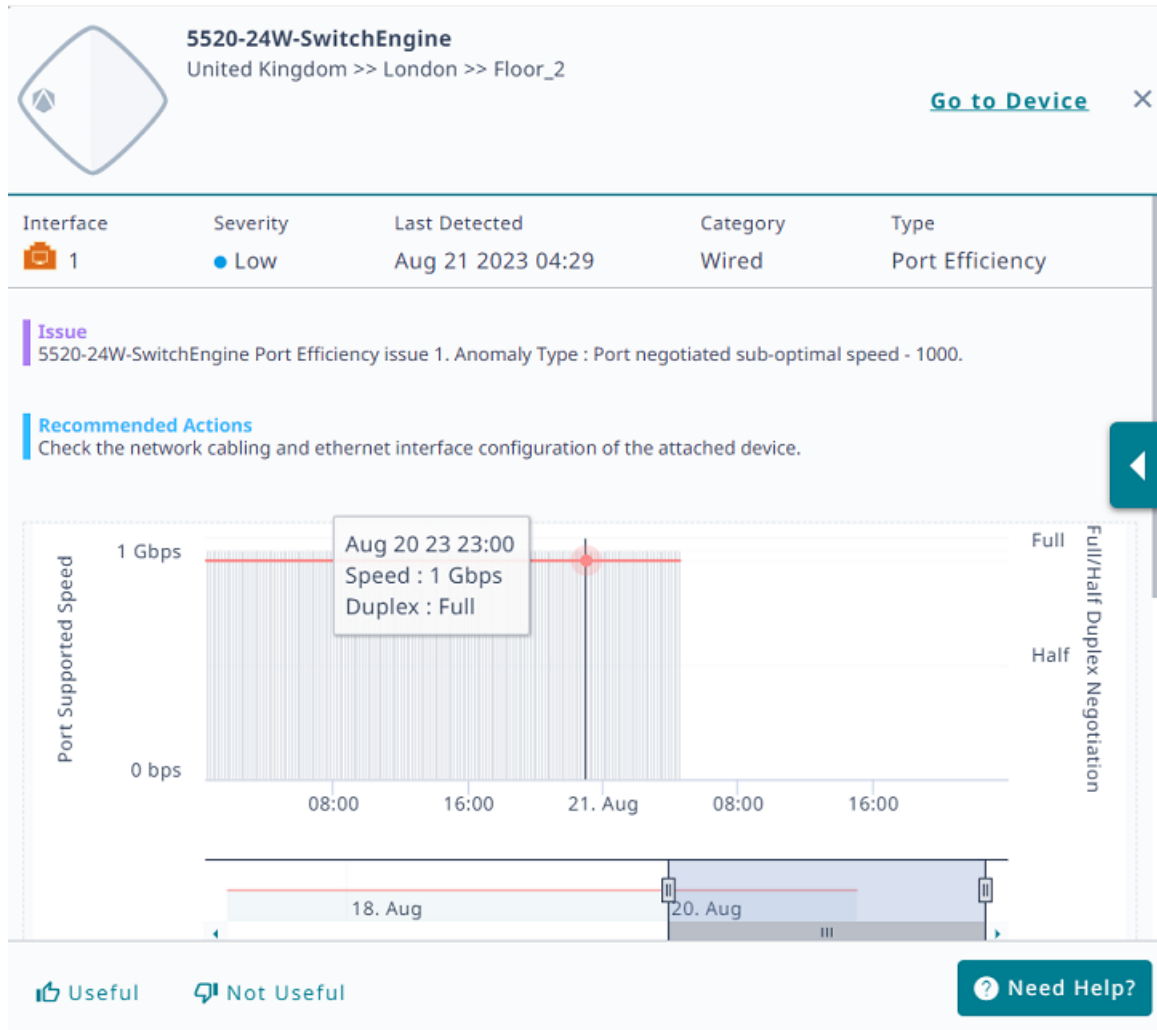 5520-24W-SwitchEngine
United Kingdom >> London >> Floor_2
Go to Device
Interface Severity Last Detected Category Type
1 Low Aug 21 2023 04:29 Wired Port Efficiency
Issue
5520-24W-SwitchEngine Port Efficiency issue 1. Anomaly Type : Port negotiated sub-optimal speed - 1000.
Recommended Actions
Check the network cabling and ethernet interface configuration of the attached device.
Port Supported Speed
1 Gbps
0 bps
Aug 20 23 23:00
Speed : 1 Gbps
Duplex : Full
Full
Half
Full/Half Duplex Negotiation
08:00 16:00 21. Aug 08:00 16:00
18. Aug 20. Aug
Useful Not Useful
Need Help?